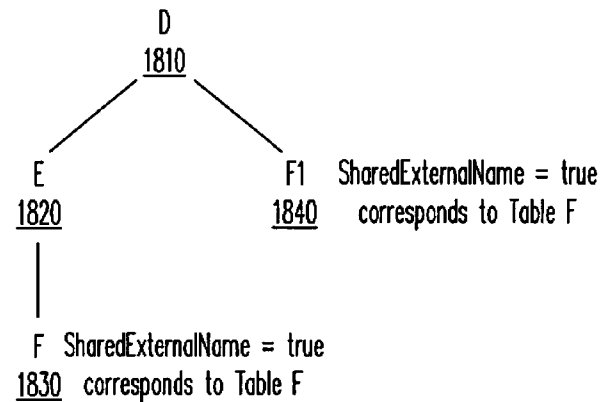 D
1810
E
1820
F1 SharedExternalName = true
1840 corresponds to Table F
F SharedExternalName = true
1830 corresponds to Table F